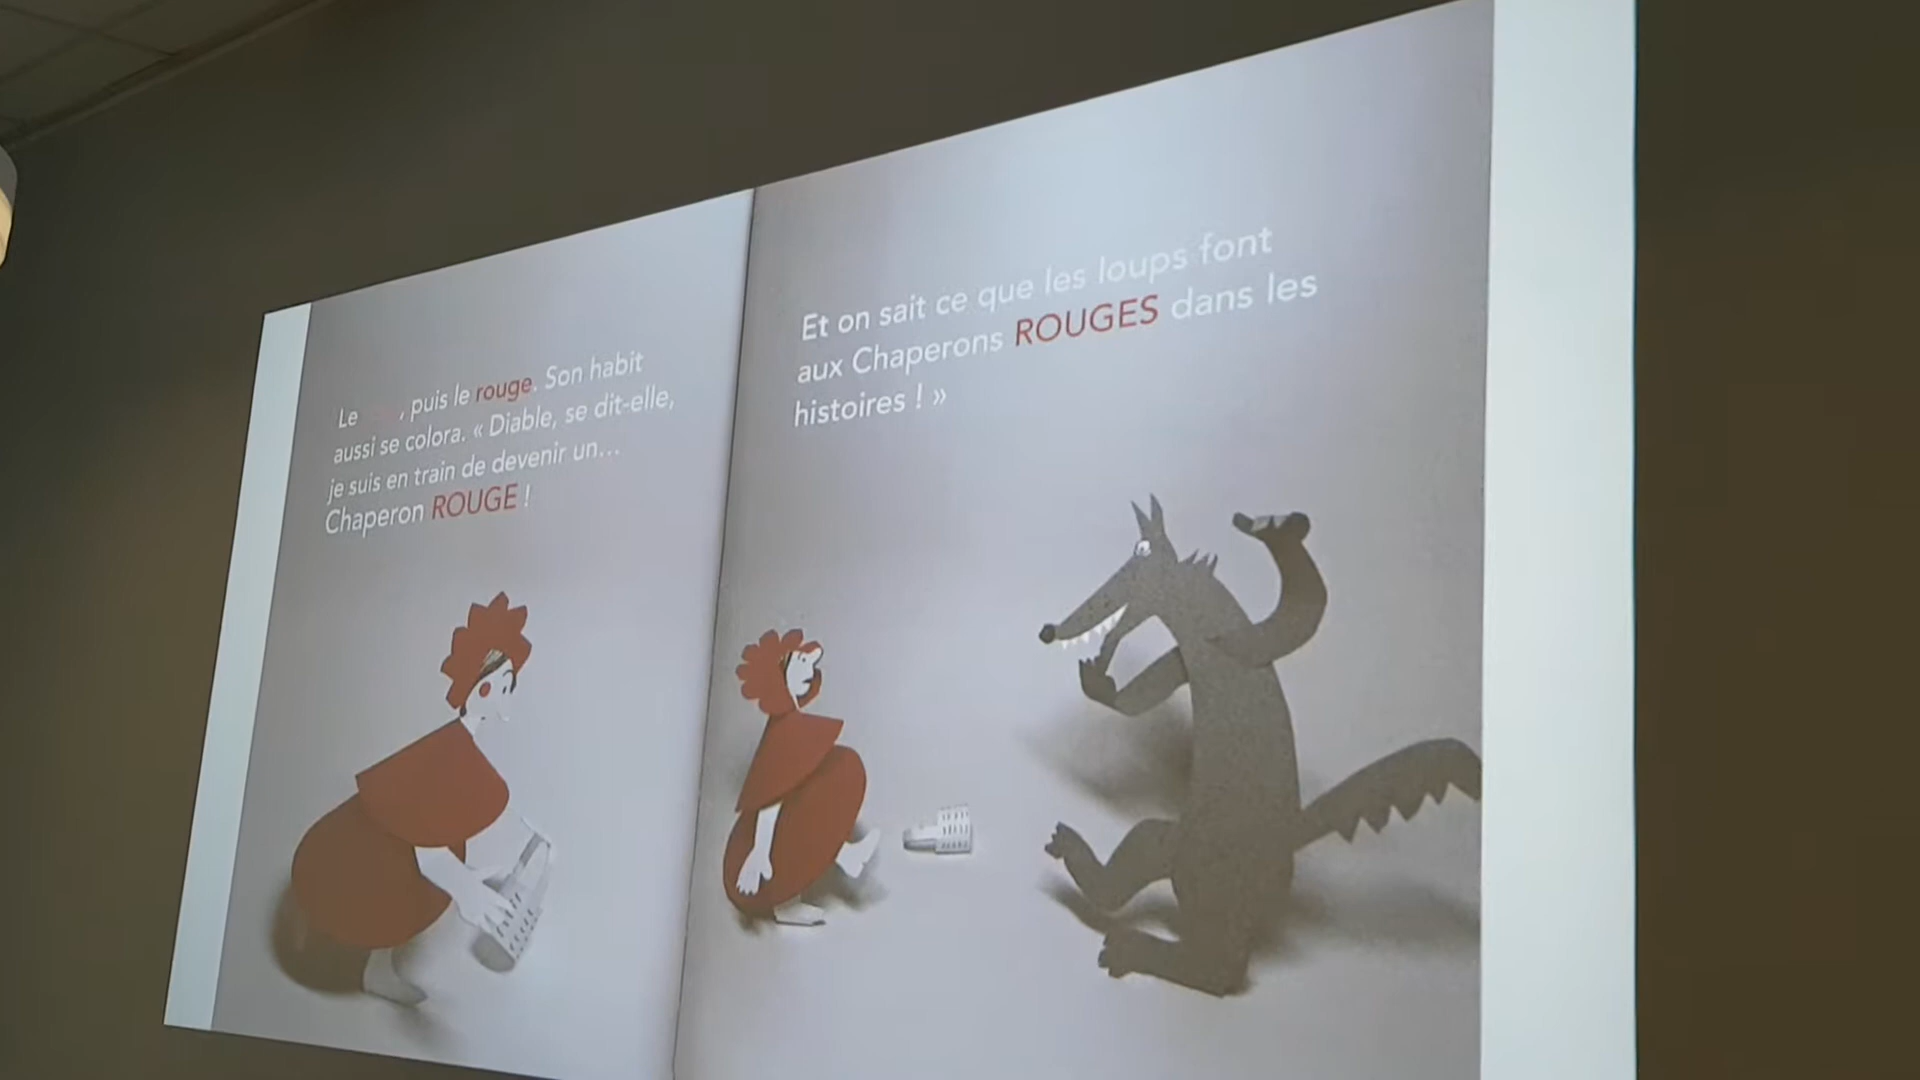 Le , puis le rouge. Son habit
aussi se colora. « Diable, se dit-elle,
je suis en train de devenir un...
Chaperon ROUGE !
Et on sait ce que les loups font
aux Chaperons ROUGES dans les
histoires ! »